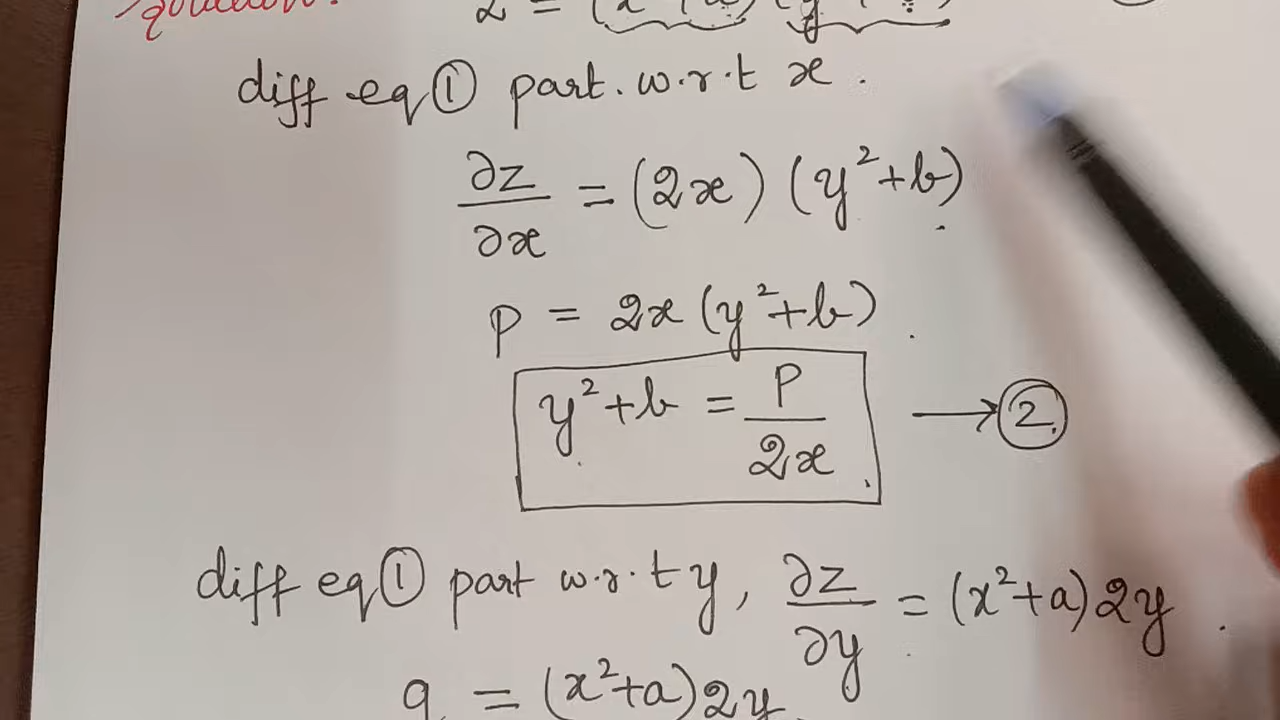 z = (x + a) (y +
diff eq ① part. w.r.t x.
∂z/∂x = (2x) (y²+b)
p = 2x (y²+b)
y²+b = p/2x → ②
diff eq ① part w.r.t y, ∂z/∂y = (x²+a)2y
q = (x²+a)2y